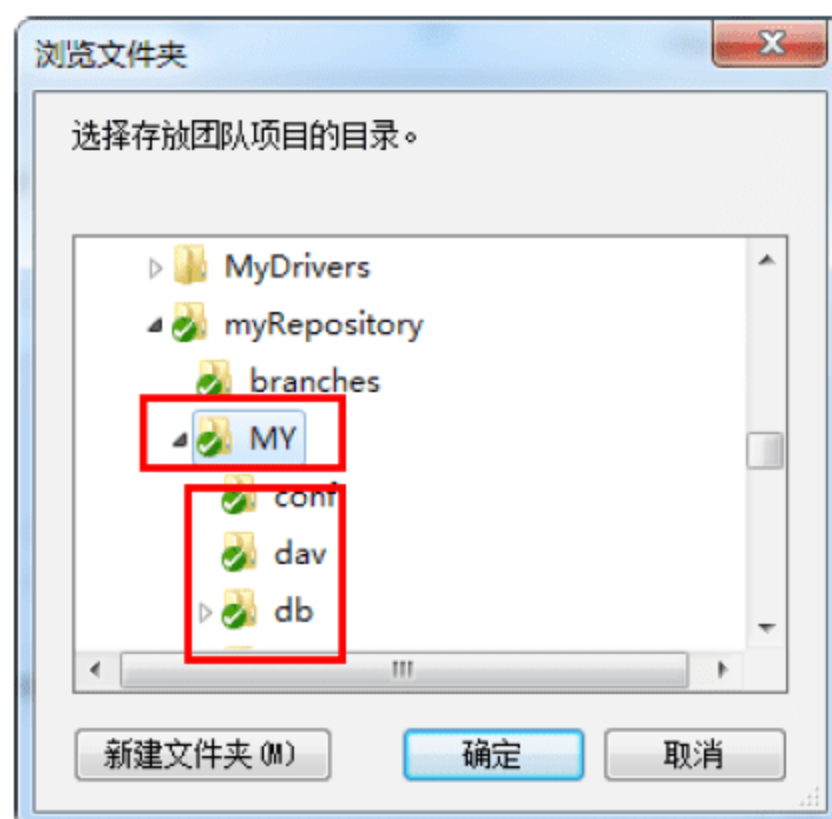 浏览文件夹
选择存放团队项目的目录。
MyDrivers
myRepository
branches
MY
conf
dav
db
新建文件夹(M)
确定
取消